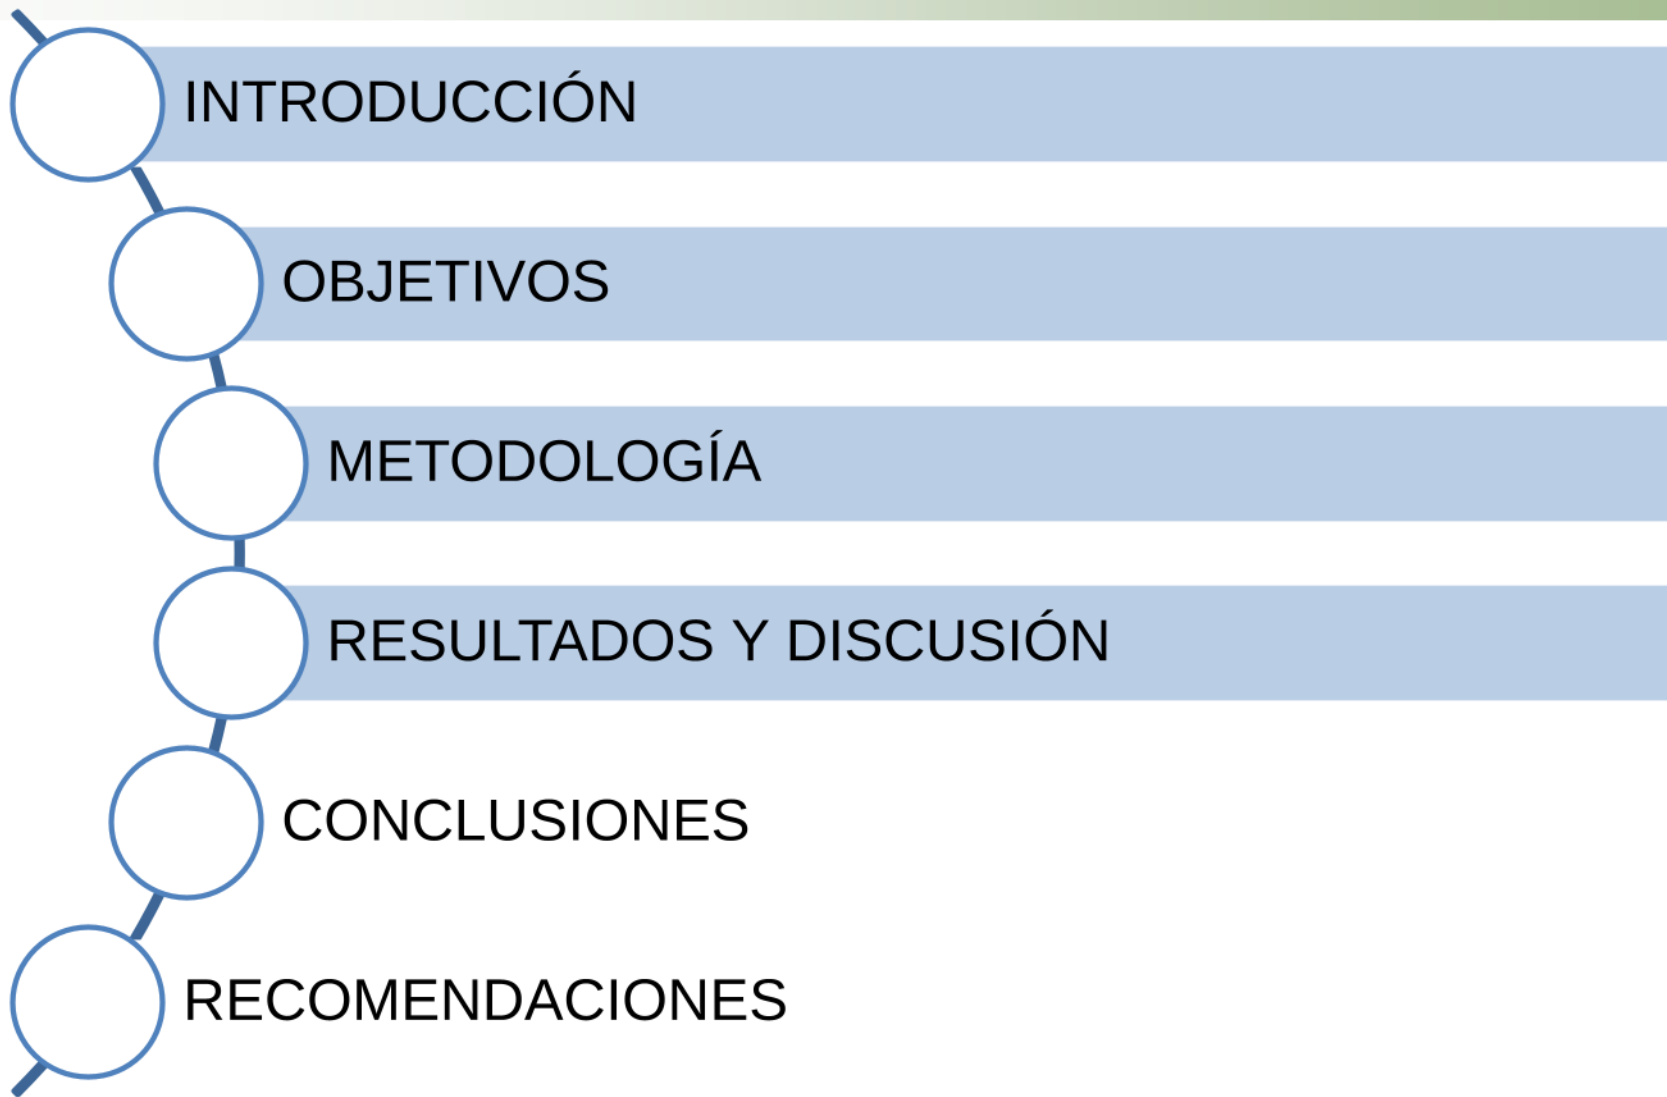 INTRODUCCIÓN
OBJETIVOS
METODOLOGÍA
RESULTADOS Y DISCUSIÓN
CONCLUSIONES
RECOMENDACIONES